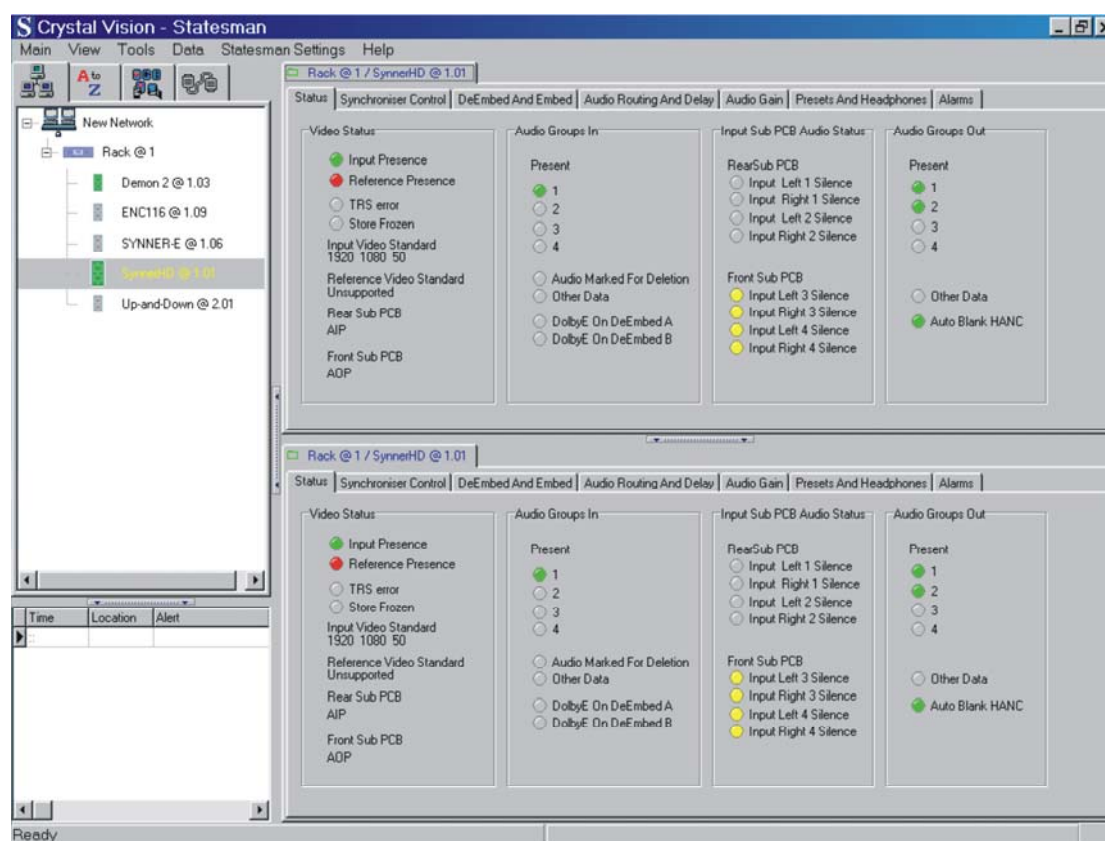 S Crystal Vision - Statesman
Main View Tools Data Statesman Settings Help
A to Z
New Network
Rack @ 1
Demon 2 @ 1.03
ENC116 @ 1.09
SYNNER-E @ 1.06
SynnerHD @ 1.01
Up-and-Down @ 2.01
Time Location Alert
Rack @ 1 / SynnerHD @ 1.01
Status Synchroniser Control DeEmbed And Embed Audio Routing And Delay Audio Gain Presets And Headphones Alarms
Video Status
Input Presence
Reference Presence
TRS error
Store Frozen
Input Video Standard
1920 1080 50
Reference Video Standard
Unsupported
Rear Sub PCB
AIP
Front Sub PCB
AOP
Audio Groups In
Present
1
2
3
4
Audio Marked For Deletion
Other Data
DolbyE On DeEmbed A
DolbyE On DeEmbed B
Input Sub PCB Audio Status
RearSub PCB
Input Left 1 Silence
Input Right 1 Silence
Input Left 2 Silence
Input Right 2 Silence
Front Sub PCB
Input Left 3 Silence
Input Right 3 Silence
Input Left 4 Silence
Input Right 4 Silence
Audio Groups Out
Present
1
2
3
4
Other Data
Auto Blank HANC
Rack @ 1 / SynnerHD @ 1.01
Status Synchroniser Control DeEmbed And Embed Audio Routing And Delay Audio Gain Presets And Headphones Alarms
Video Status
Input Presence
Reference Presence
TRS error
Store Frozen
Input Video Standard
1920 1080 50
Reference Video Standard
Unsupported
Rear Sub PCB
AIP
Front Sub PCB
AOP
Audio Groups In
Present
1
2
3
4
Audio Marked For Deletion
Other Data
DolbyE On DeEmbed A
DolbyE On DeEmbed B
Input Sub PCB Audio Status
RearSub PCB
Input Left 1 Silence
Input Right 1 Silence
Input Left 2 Silence
Input Right 2 Silence
Front Sub PCB
Input Left 3 Silence
Input Right 3 Silence
Input Left 4 Silence
Input Right 4 Silence
Audio Groups Out
Present
1
2
3
4
Other Data
Auto Blank HANC
Ready